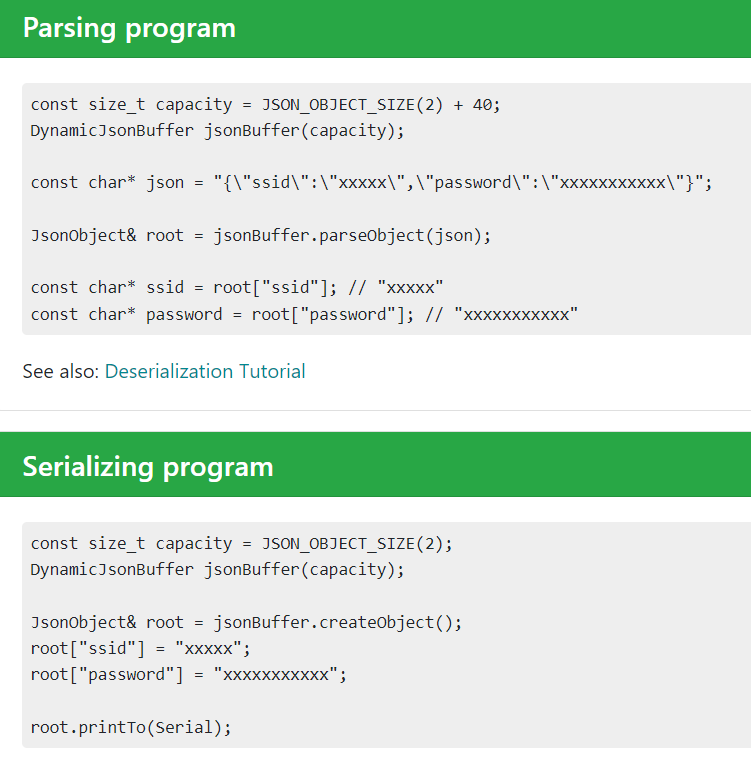 Parsing program
const size_t capacity = JSON_OBJECT_SIZE(2) + 40;
DynamicJsonBuffer jsonBuffer(capacity);
const char* json = "{\"ssid\":\"xxxxx\",\"password\":\"xxxxxxxxxxx\"}";
JsonObject& root = jsonBuffer.parseObject(json);
const char* ssid = root["ssid"]; // "xxxxx"
const char* password = root["password"]; // "xxxxxxxxxxx"
See also: Deserialization Tutorial
Serializing program
const size_t capacity = JSON_OBJECT_SIZE(2);
DynamicJsonBuffer jsonBuffer(capacity);
JsonObject& root = jsonBuffer.createObject();
root["ssid"] = "xxxxx";
root["password"] = "xxxxxxxxxxx";
root.printTo(Serial);